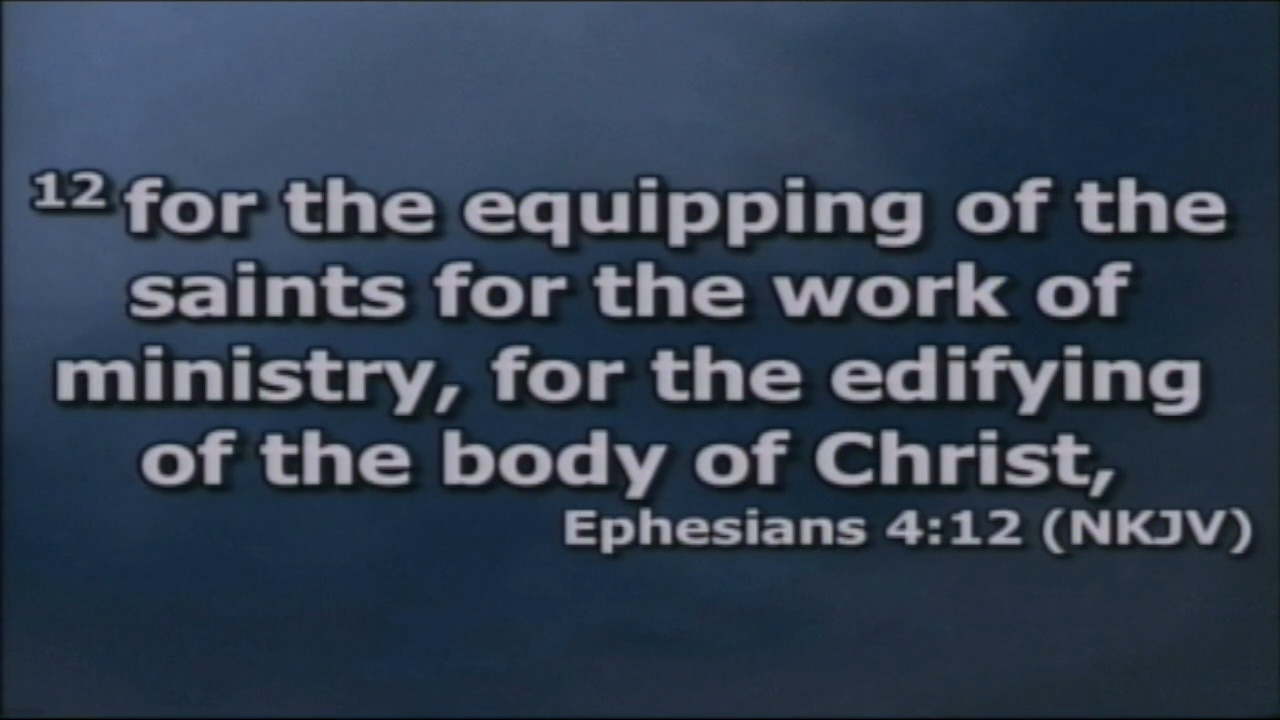 12 for the equipping of the
saints for the work of
ministry, for the edifying
of the body of Christ,
Ephesians 4:12 (NKJV)